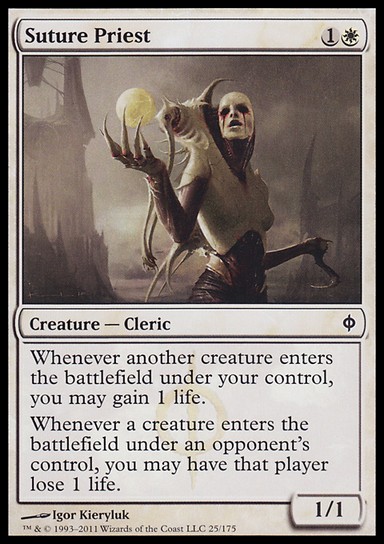 Suture Priest 1
Creature — Cleric
Whenever another creature enters
the battlefield under your control,
you may gain 1 life.
Whenever a creature enters the
battlefield under an opponent's
control, you may have that player
lose 1 life.
Igor Kieryluk
™ & © 1993–2011 Wizards of the Coast LLC 25/175
1/1